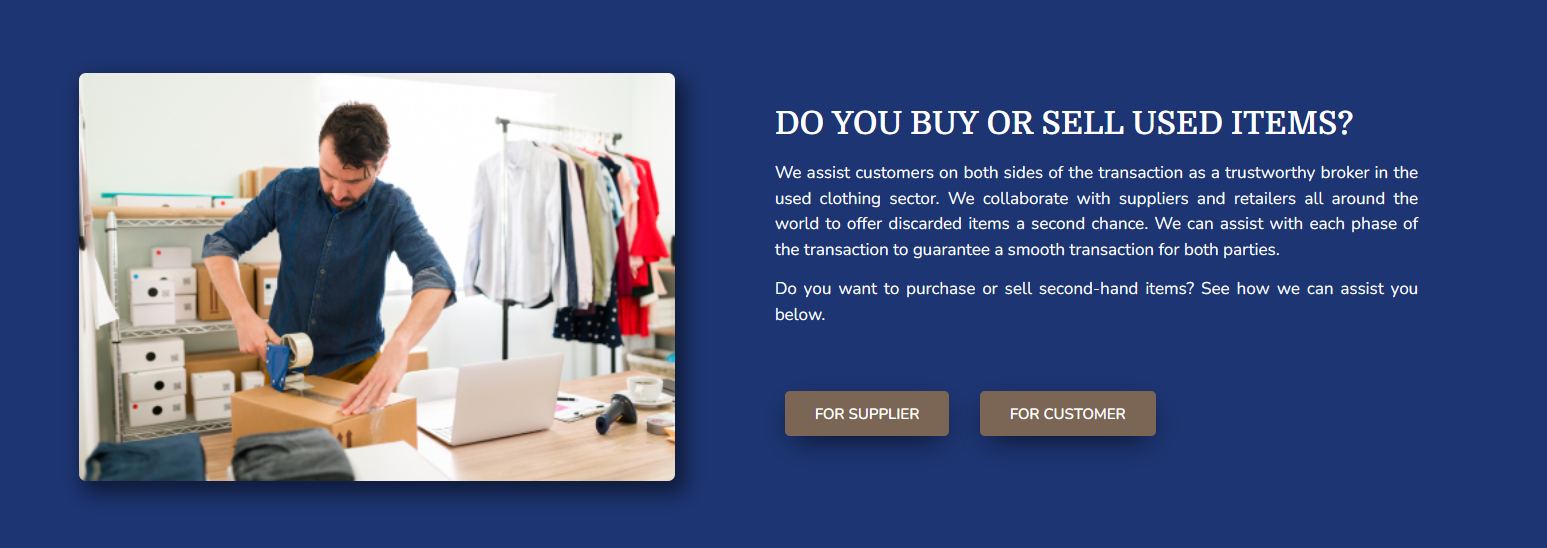 DO YOU BUY OR SELL USED ITEMS?
We assist customers on both sides of the transaction as a trustworthy broker in the
used clothing sector. We collaborate with suppliers and retailers all around the
world to offer discarded items a second chance. We can assist with each phase of
the transaction to guarantee a smooth transaction for both parties.
Do you want to purchase or sell second-hand items? See how we can assist you
below.
FOR SUPPLIER
FOR CUSTOMER